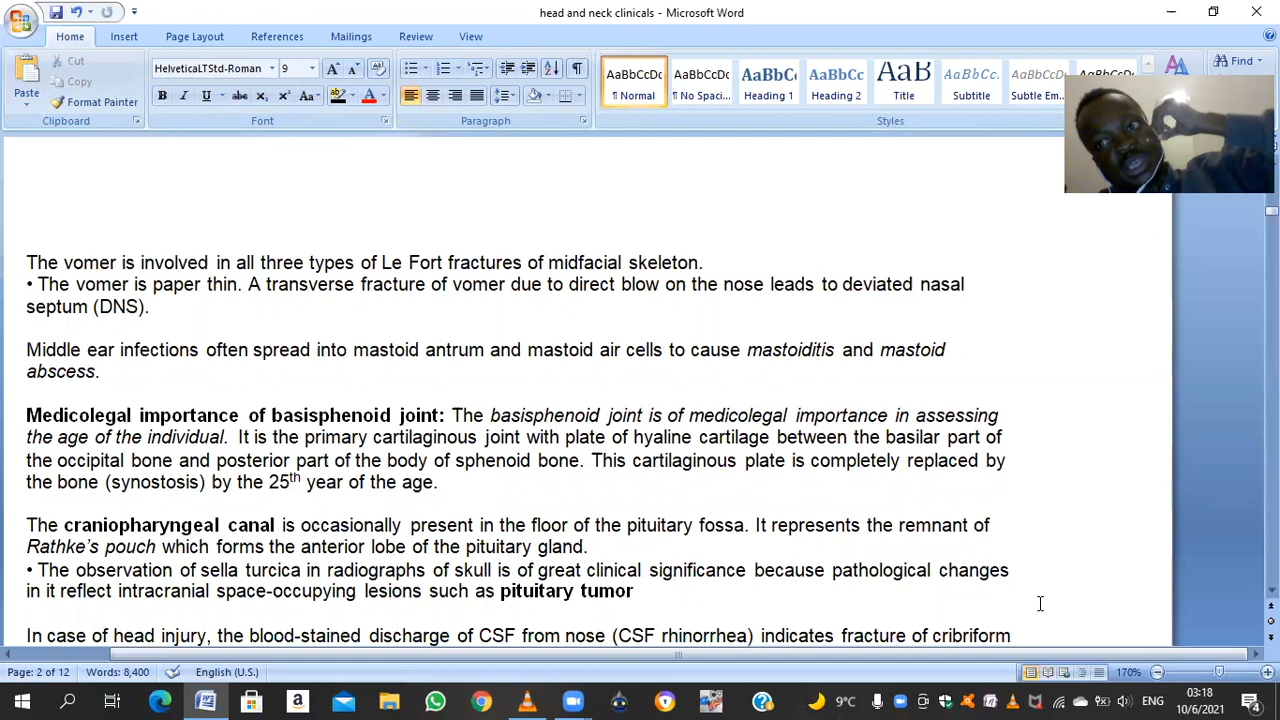 head and neck clinicals - Microsoft Word
Home Insert Page Layout References Mailings Review View
Paste
Cut
Copy
Format Painter
Clipboard
HelveticaLTStd-Roman 9
Font
Paragraph
AaBbCcDc AaBbCcDc AaBbCc AaBbCc AaB AaBbCc AaBbCcDc AaBbCcDc
¶ Normal ¶ No Spaci... Heading 1 Heading 2 Title Subtitle Subtle Em...
Styles
Find
The vomer is involved in all three types of Le Fort fractures of midfacial skeleton.
• The vomer is paper thin. A transverse fracture of vomer due to direct blow on the nose leads to deviated nasal
septum (DNS).
Middle ear infections often spread into mastoid antrum and mastoid air cells to cause mastoiditis and mastoid
abscess.
Medicolegal importance of basisphenoid joint: The basisphenoid joint is of medicolegal importance in assessing
the age of the individual. It is the primary cartilaginous joint with plate of hyaline cartilage between the basilar part of
the occipital bone and posterior part of the body of sphenoid bone. This cartilaginous plate is completely replaced by
the bone (synostosis) by the 25th year of the age.
The craniopharyngeal canal is occasionally present in the floor of the pituitary fossa. It represents the remnant of
Rathke's pouch which forms the anterior lobe of the pituitary gland.
• The observation of sella turcica in radiographs of skull is of great clinical significance because pathological changes
in it reflect intracranial space-occupying lesions such as pituitary tumor
In case of head injury, the blood-stained discharge of CSF from nose (CSF rhinorrhea) indicates fracture of cribriform
Page: 2 of 12 Words: 8,400 English (U.S.) 170%
9°C ENG 03:18
10/6/2021